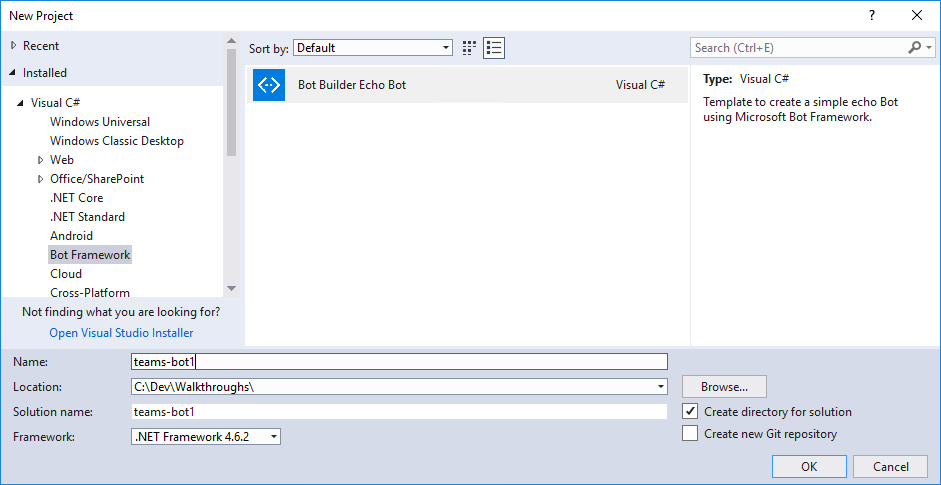 New Project
?
Recent
Installed
Visual C#
Windows Universal
Windows Classic Desktop
Web
Office/SharePoint
.NET Core
.NET Standard
Android
Bot Framework
Cloud
Cross-Platform
Not finding what you are looking for?
Open Visual Studio Installer
Sort by: Default
Bot Builder Echo Bot Visual C#
Search (Ctrl+E)
Type: Visual C#
Template to create a simple echo Bot
using Microsoft Bot Framework.
Name: teams-bot1
Location: C:\Dev\Walkthroughs\ Browse...
Solution name: teams-bot1 Create directory for solution
Framework: .NET Framework 4.6.2 Create new Git repository
OK Cancel